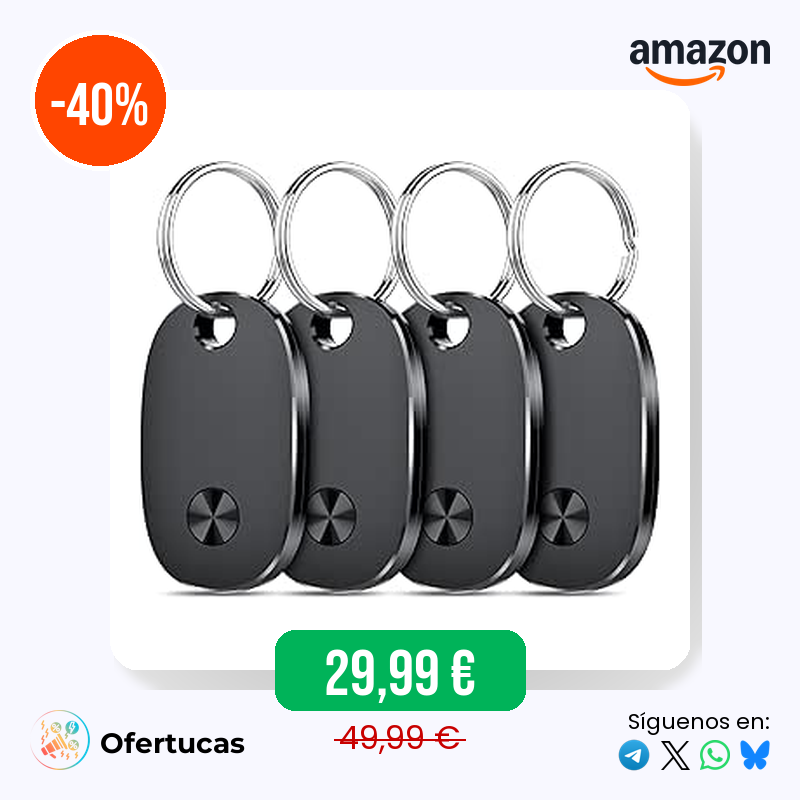 -40%
amazon
29,99 €
49,99 €
Ofertucas
Síguenos en: